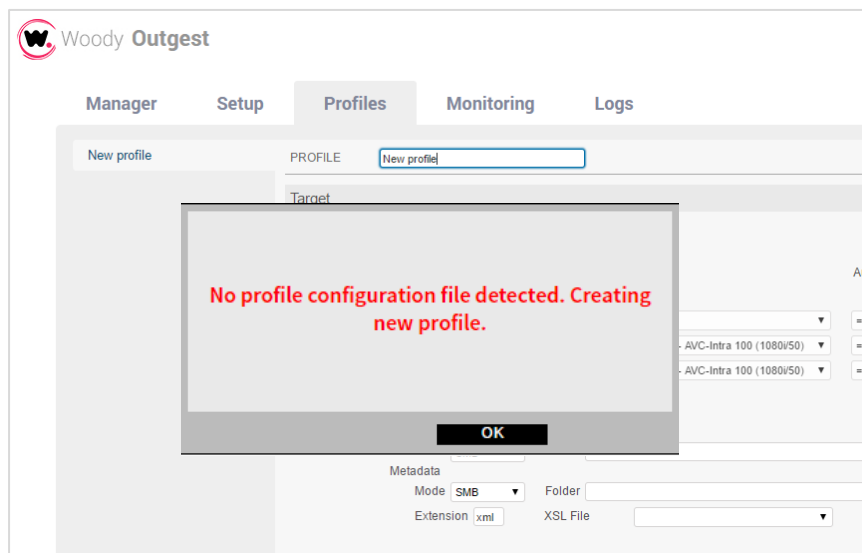 W. Woody Outgest
Manager Setup Profiles Monitoring Logs
New profile
PROFILE New profile
Target
No profile configuration file detected. Creating
new profile.
OK
A
=
- AVC-Intra 100 (1080i/50) =
- AVC-Intra 100 (1080i/50) =
Metadata
Mode SMB Folder
Extension xml XSL File